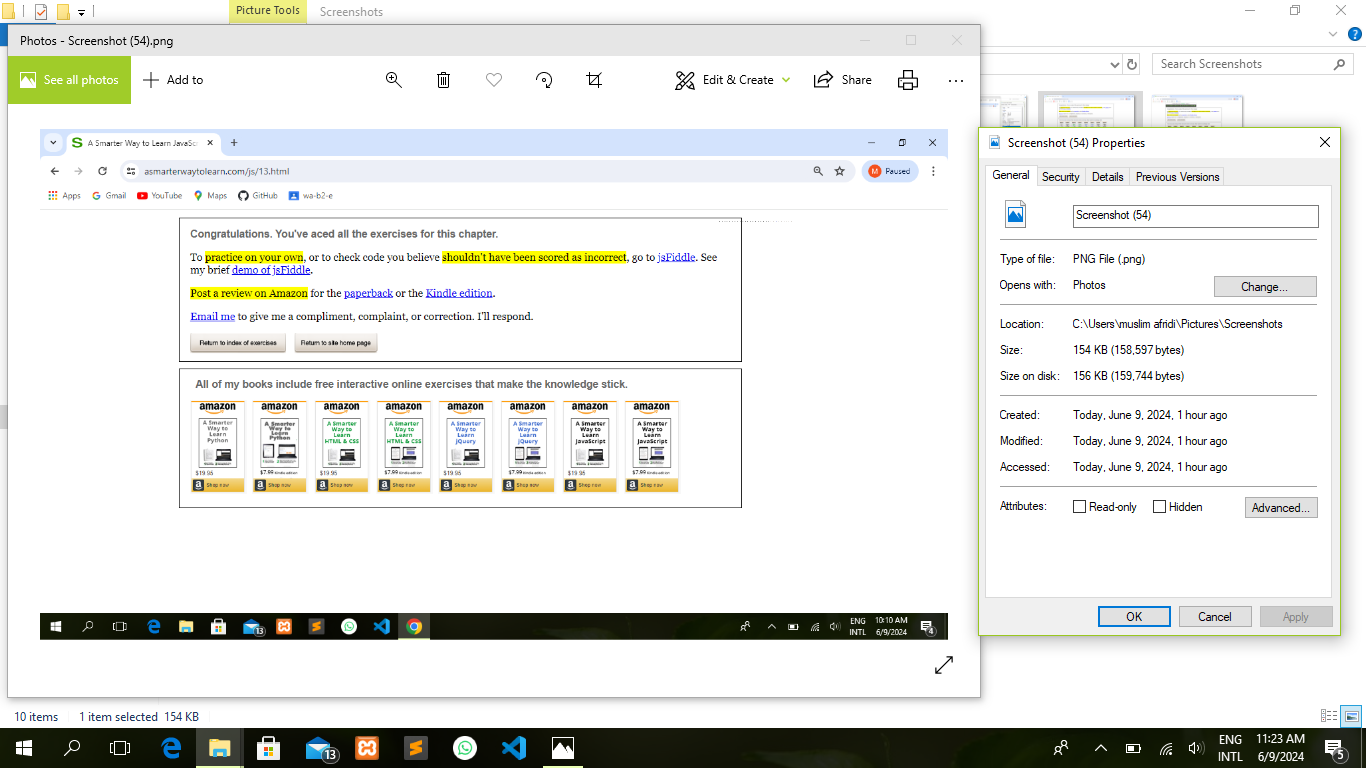 Picture Tools
Screenshots
Photos - Screenshot (54).png
See all photos
Add to
Edit & Create
Share
Search Screenshots
A Smarter Way to Learn JavaSc
asmarterwaytolearn.com/js/13.html
M Paused
Apps
Gmail
YouTube
Maps
GitHub
wa-b2-e
Congratulations. You've aced all the exercises for this chapter.
To practice on your own, or to check code you believe shouldn't have been scored as incorrect, go to jsFiddle. See
my brief demo of jsFiddle.
Post a review on Amazon for the paperback or the Kindle edition.
Email me to give me a compliment, complaint, or correction. I'll respond.
Return to index of exercises
Return to site home page
All of my books include free interactive online exercises that make the knowledge stick.
amazon
A Smarter
Way to
Learn
Python
$19.95
Shop now
amazon
A Smarter
Way to
Learn
Python
$7.99 Kindle edition
Shop now
amazon
A Smarter
Way to
Learn
HTML & CSS
$19.95
Shop now
amazon
A Smarter
Way to
Learn
HTML & CSS
$7.99 Kindle edition
Shop now
amazon
A Smarter
Way to
Learn
jQuery
$19.95
Shop now
amazon
A Smarter
Way to
Learn
jQuery
$7.99 Kindle edition
Shop now
amazon
A Smarter
Way to
Learn
JavaScript
$19.95
Shop now
amazon
A Smarter
Way to
Learn
JavaScript
$7.99 Kindle edition
Shop now
13
ENG
INTL
10:10 AM
6/9/2024
4
Screenshot (54) Properties
General
Security
Details
Previous Versions
Screenshot (54)
Type of file: PNG File (.png)
Opens with: Photos
Change...
Location: C:\Users\muslim afridi\Pictures\Screenshots
Size: 154 KB (158,597 bytes)
Size on disk: 156 KB (159,744 bytes)
Created: Today, June 9, 2024, 1 hour ago
Modified: Today, June 9, 2024, 1 hour ago
Accessed: Today, June 9, 2024, 1 hour ago
Attributes: Read-only Hidden
Advanced...
OK
Cancel
Apply
10 items
1 item selected 154 KB
13
ENG
INTL
11:23 AM
6/9/2024
5